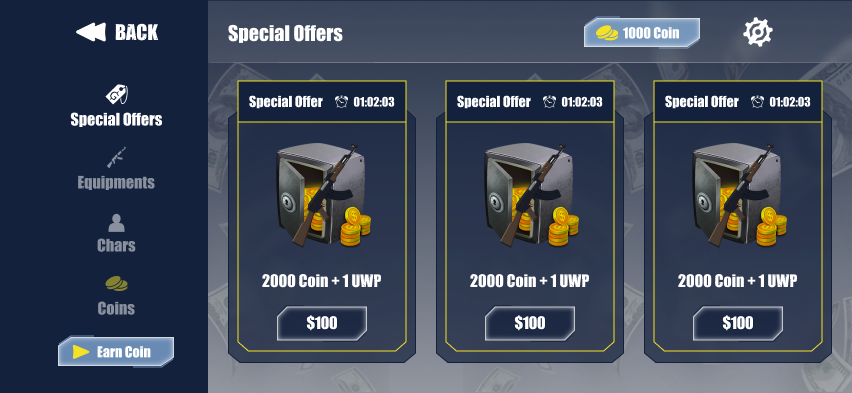 BACK
Special Offers
Equipments
Chars
Coins
Earn Coin
Special Offers
1000 Coin
Special Offer 01:02:03
2000 Coin + 1 UWP
$100
Special Offer 01:02:03
2000 Coin + 1 UWP
$100
Special Offer 01:02:03
2000 Coin + 1 UWP
$100